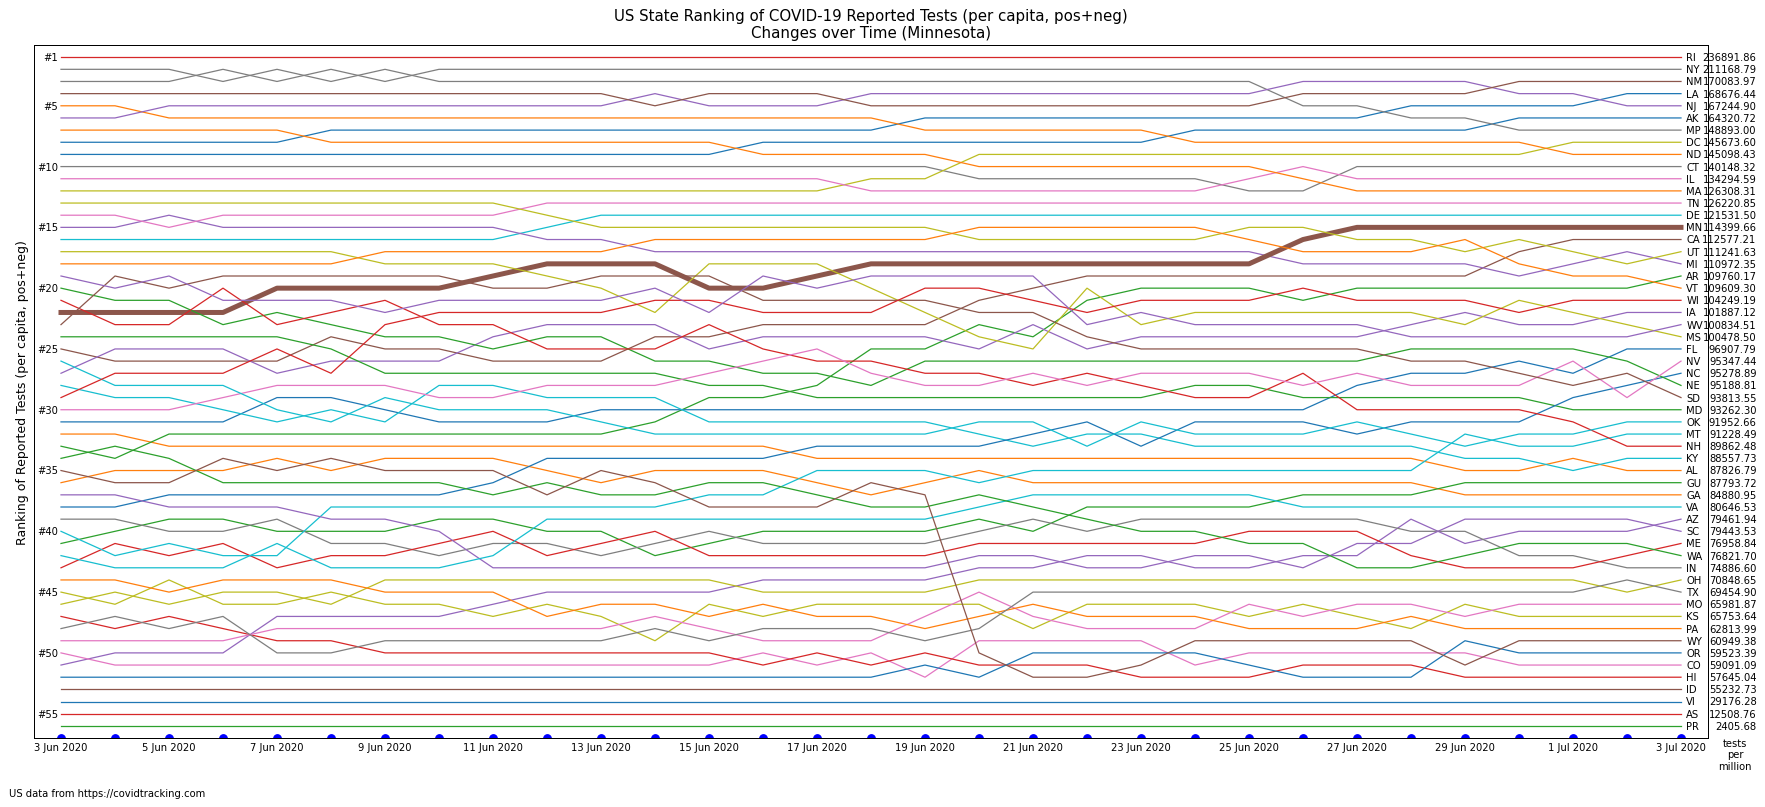 US State Ranking of COVID-19 Reported Tests (per capita, pos+neg)
Changes over Time (Minnesota)
Ranking of Reported Tests (per capita, pos+neg)
#1
#5
#10
#15
#20
#25
#30
#35
#40
#45
#50
#55
RI 236891.86
NY 211168.79
NM 170083.97
LA 168676.44
NJ 167244.90
AK 164320.72
MP 148893.00
DC 145673.60
ND 145098.43
CT 140148.32
IL 134294.59
MA 126308.31
TN 126220.85
DE 121531.50
MN 114399.66
CA 112577.21
UT 111241.63
MI 110972.35
AR 109760.17
VT 109609.30
WI 104249.19
IA 101887.12
WV 100834.51
MS 100478.50
FL 96907.79
NV 95347.44
NC 95278.89
NE 95188.81
SD 93813.55
MD 93262.30
OK 91952.66
MT 91228.49
NH 89862.48
KY 88557.73
AL 87826.79
GU 87793.72
GA 84880.95
VA 80646.53
AZ 79461.94
SC 79443.53
ME 76958.84
WA 76821.70
IN 74886.60
OH 70848.65
TX 69454.90
MO 65981.87
KS 65753.64
PA 62813.99
WY 60949.38
OR 59523.39
CO 59091.09
HI 57645.04
ID 55232.73
VI 29176.28
AS 12508.76
PR 2405.68
3 Jun 2020 5 Jun 2020 7 Jun 2020 9 Jun 2020 11 Jun 2020 13 Jun 2020 15 Jun 2020 17 Jun 2020 19 Jun 2020 21 Jun 2020 23 Jun 2020 25 Jun 2020 27 Jun 2020 29 Jun 2020 1 Jul 2020 3 Jul 2020
tests
per
million
US data from https://covidtracking.com